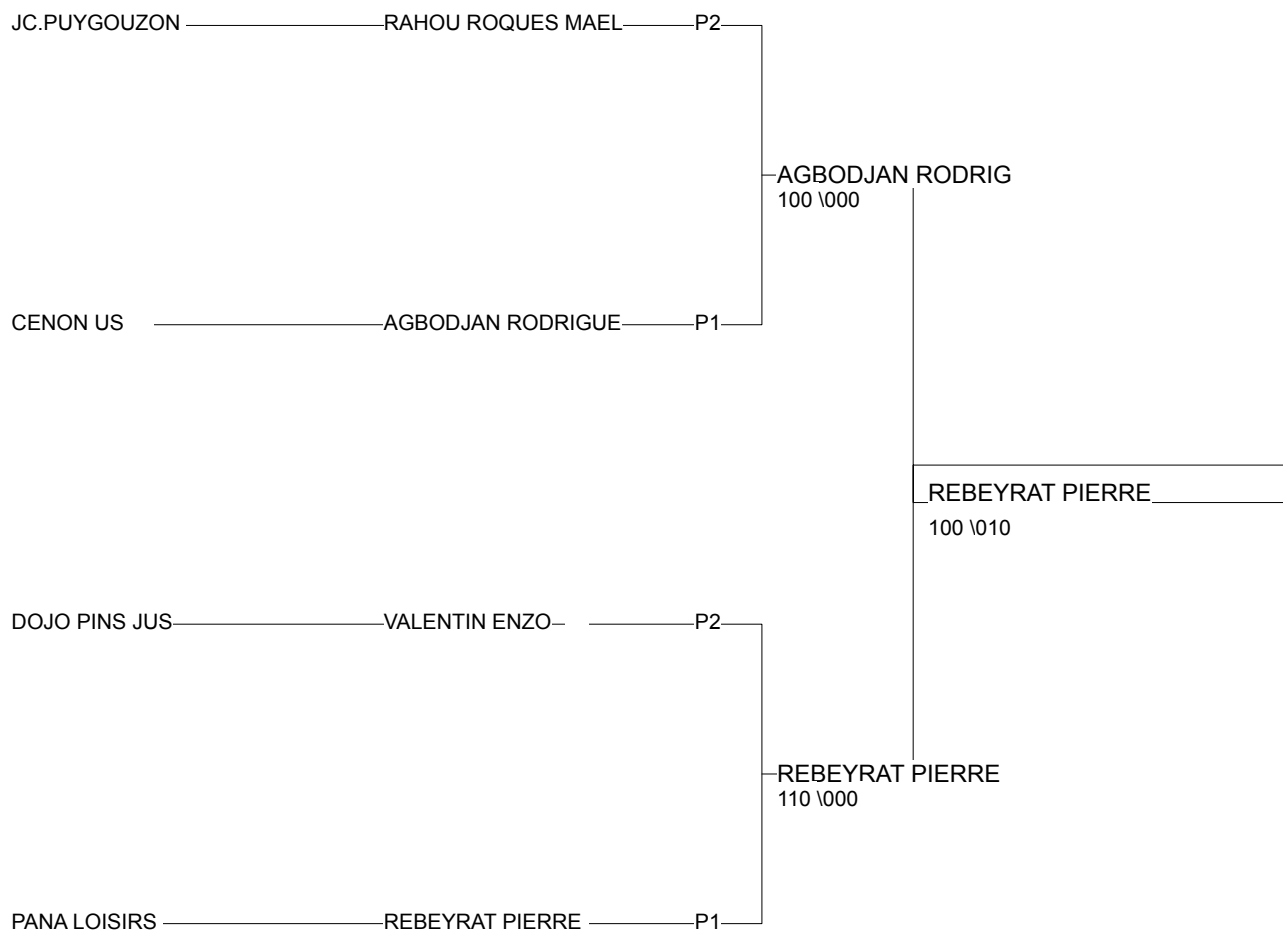 JC.PUYGOUZON RAHOU ROQUES MAEL P2
AGBODJAN RODRIG
100 \000
CENON US AGBODJAN RODRIGUE P1
REBEYRAT PIERRE
100 \010
DOJO PINS JUS VALENTIN ENZO P2
REBEYRAT PIERRE
110 \000
PANA LOISIRS REBEYRAT PIERRE P1